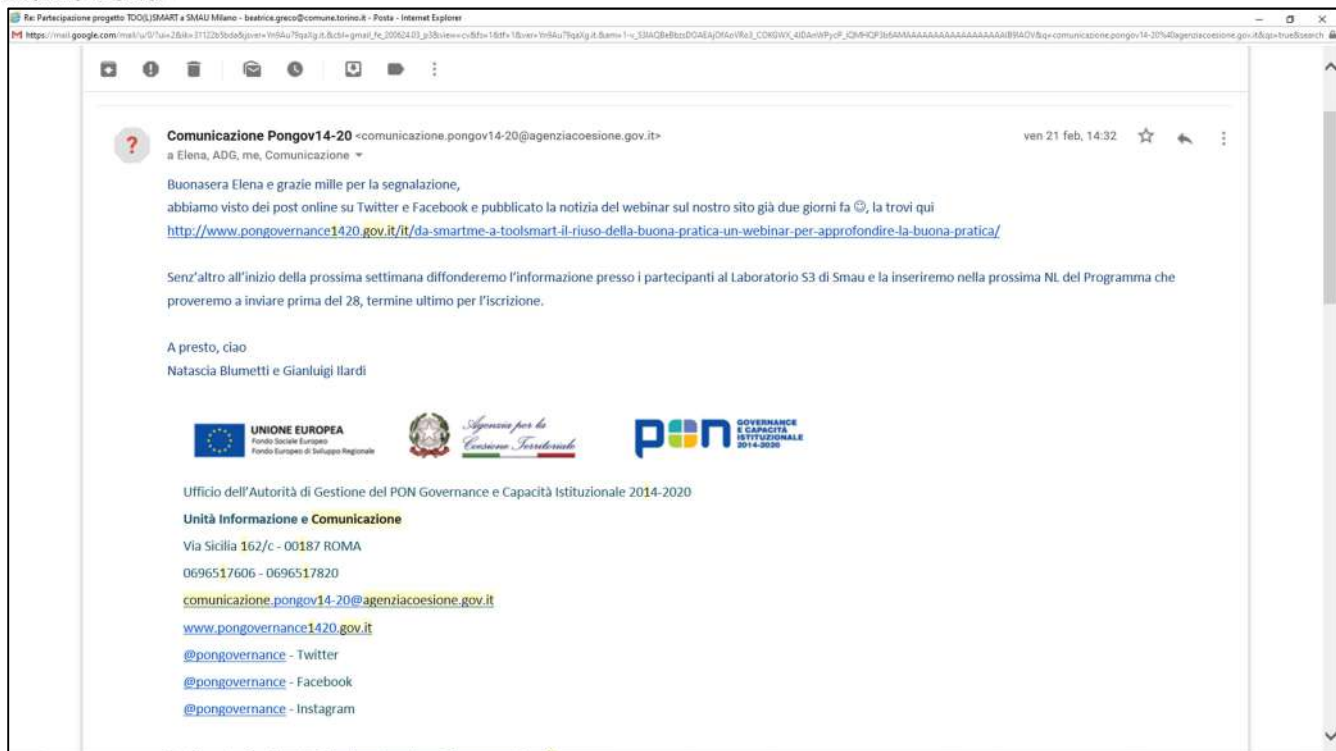 Re: Partecipazione progetto TOO(L)SMART a SMAU Milano - beatrice.greco@comune.torino.it - Posta - Internet Explorer
Comunicazione Pongov14-20 <comunicazione.pongov14-20@agenziacoesione.gov.it>
ven 21 feb, 14:32
a Elena, ADG, me, Comunicazione
Buonasera Elena e grazie mille per la segnalazione,
abbiamo visto dei post online su Twitter e Facebook e pubblicato la notizia del webinar sul nostro sito già due giorni fa ☺, la trovi qui
http://www.pongovernance1420.gov.it/it/da-smartme-a-toolsmart-il-riuso-della-buona-pratica-un-webinar-per-approfondire-la-buona-pratica/
Senz'altro all'inizio della prossima settimana diffonderemo l'informazione presso i partecipanti al Laboratorio S3 di Smau e la inseriremo nella prossima NL del Programma che
proveremo a inviare prima del 28, termine ultimo per l'iscrizione.
A presto, ciao
Natascia Blumetti e Gianluigi Ilardi
UNIONE EUROPEA
Fondo Sociale Europeo
Fondo Europeo di Sviluppo Regionale
Agenzia per la
Coesione Territoriale
pon
GOVERNANCE
E CAPACITÀ
ISTITUZIONALE
2014-2020
Ufficio dell'Autorità di Gestione del PON Governance e Capacità Istituzionale 2014-2020
Unità Informazione e Comunicazione
Via Sicilia 162/c - 00187 ROMA
0696517606 - 0696517820
comunicazione.pongov14-20@agenziacoesione.gov.it
www.pongovernance1420.gov.it
@pongovernance - Twitter
@pongovernance - Facebook
@pongovernance - Instagram